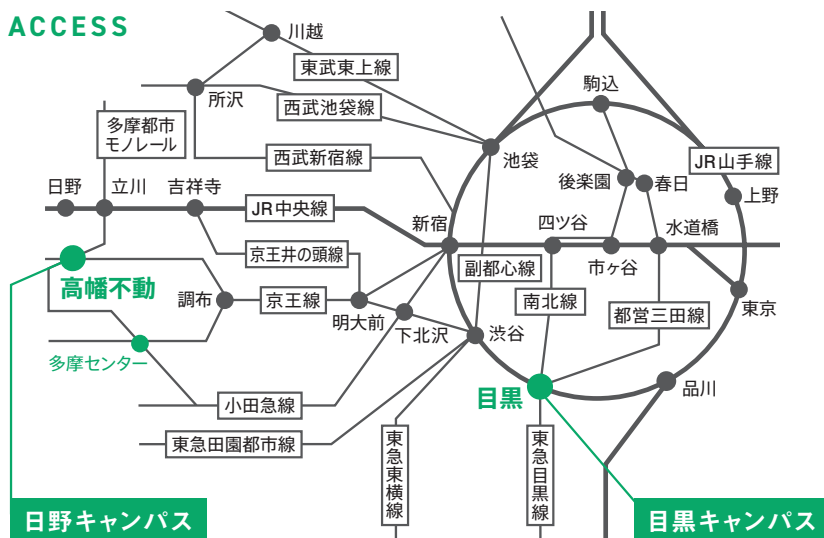 ACCESS
川越
東武東上線
所沢
西武池袋線
駒込
多摩都市
モノレール
西武新宿線
池袋
JR山手線
後楽園
春日
上野
日野
立川
吉祥寺
JR中央線
新宿
四ツ谷
水道橋
京王井の頭線
副都心線
市ヶ谷
高幡不動
調布
京王線
明大前
下北沢
渋谷
南北線
都営三田線
東京
多摩センター
小田急線
目黒
品川
東急田園都市線
東急東横線
東急目黒線
日野キャンパス
目黒キャンパス